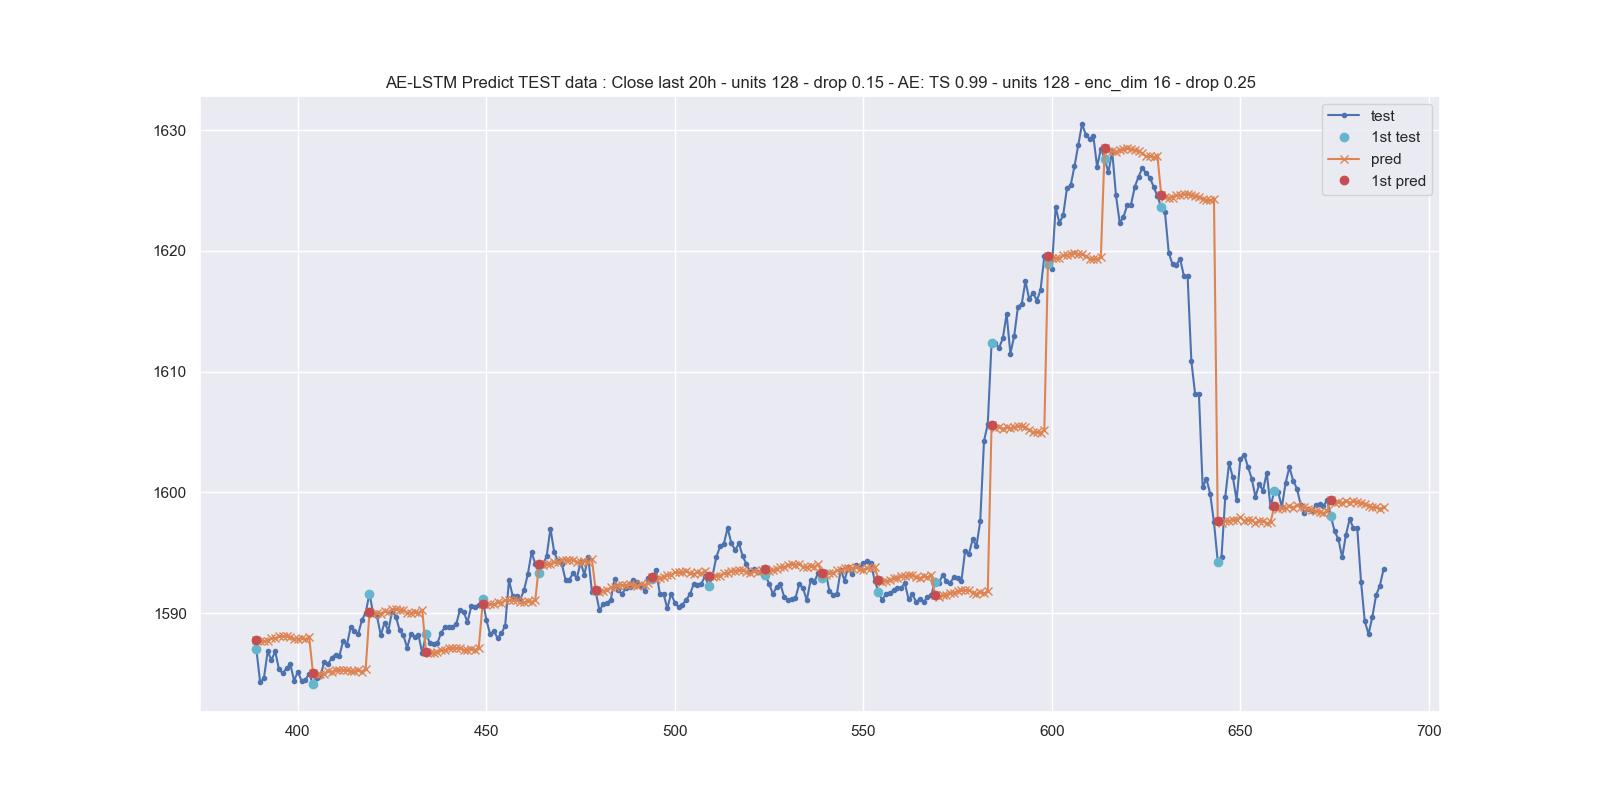 AE-LSTM Predict TEST data : Close last 20h - units 128 - drop 0.15 - AE: TS 0.99 - units 128 - enc_dim 16 - drop 0.25
1630
1620
1610
1600
1590
test
1st test
pred
1st pred
400 450 500 550 600 650 700